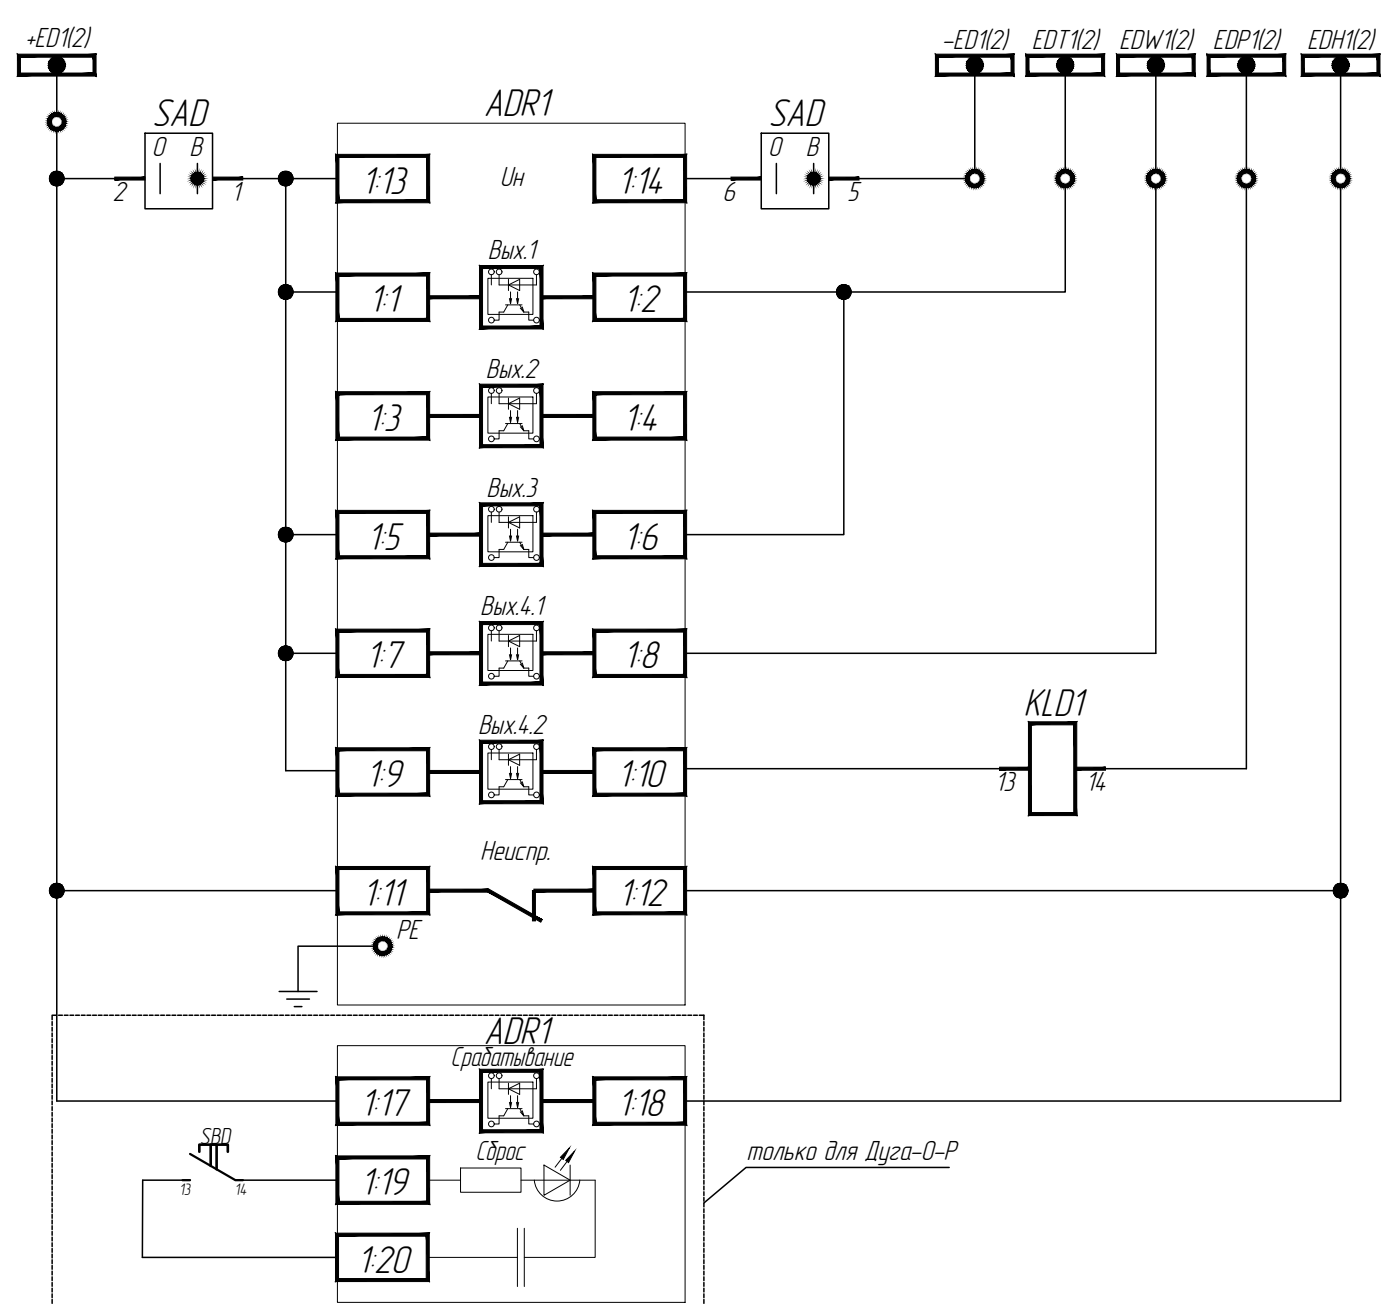 +ED1(2) -ED1(2) EDT1(2) EDW1(2) EDP1(2) EDH1(2)
SAD ADR1 SAD
O B O B
2 1 1:13 Uн 1:14 6 5
Вых.1
1:1 1:2
Вых.2
1:3 1:4
Вых.3
1:5 1:6
Вых.4.1
1:7 1:8
KLD1
Вых.4.2
1:9 1:10 13 14
Неиспр.
1:11 1:12
PE
ADR1
Срабатывание
1:17 1:18
SBD Сброс только для Дуга-О-Р
13 14 1:19
1:20